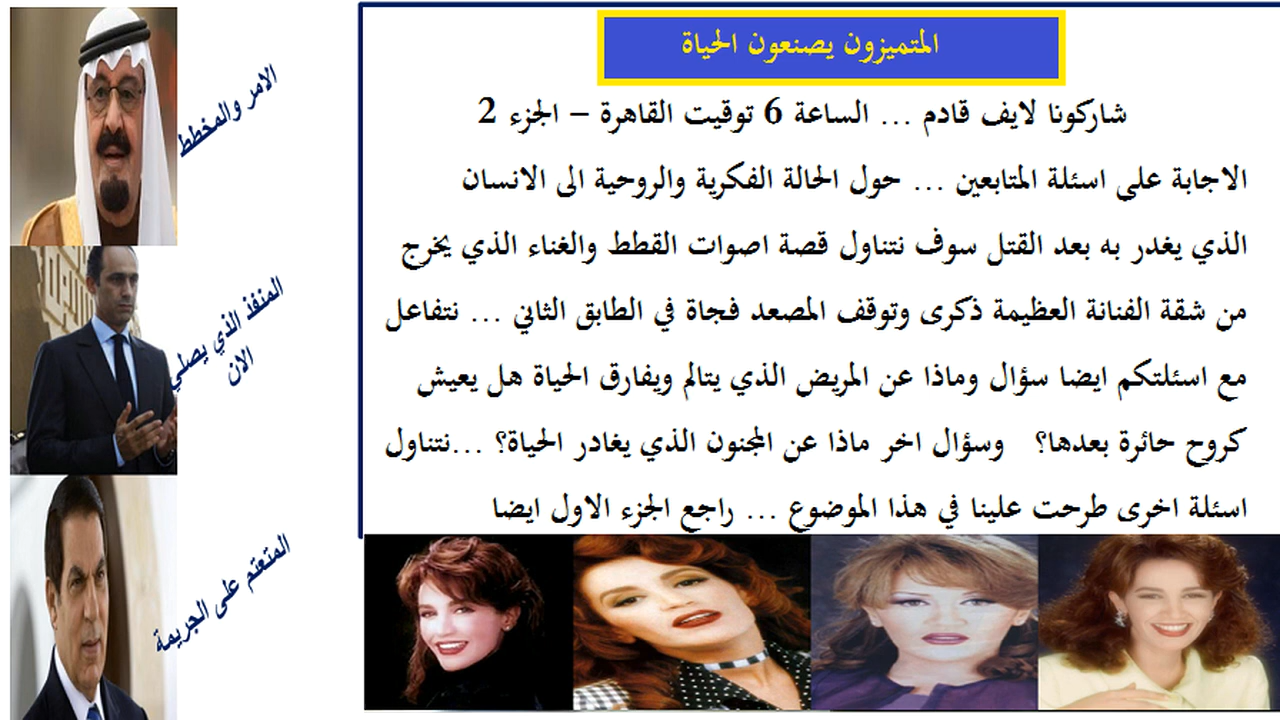 المتميزون يصنعون الحياة
شاركونا لايف قادم ... الساعة 6 توقيت القاهرة – الجزء 2
الاجابة على اسئلة المتابعين ... حول الحالة الفكرية والروحية الى الانسان
الذي يغدر به بعد القتل سوف نتناول قصة اصوات القطط والغناء الذي يخرج
من شقة الفنانة العظيمة ذكرى وتوقف المصعد فجاة في الطابق الثاني ... نتفاعل
مع اسئلتكم ايضا سؤال وماذا عن المريض الذي يتالم ويفارق الحياة هل يعيش
كروح حائرة بعدها؟ وسؤال اخر ماذا عن المجنون الذي يغادر الحياة؟ ...نتناول
اسئلة اخرى طرحت علينا في هذا الموضوع ... راجع الجزء الاول ايضا
الامر والمخطط
المنفذ الذي يصلي
الان
المتعتم على الجريمة